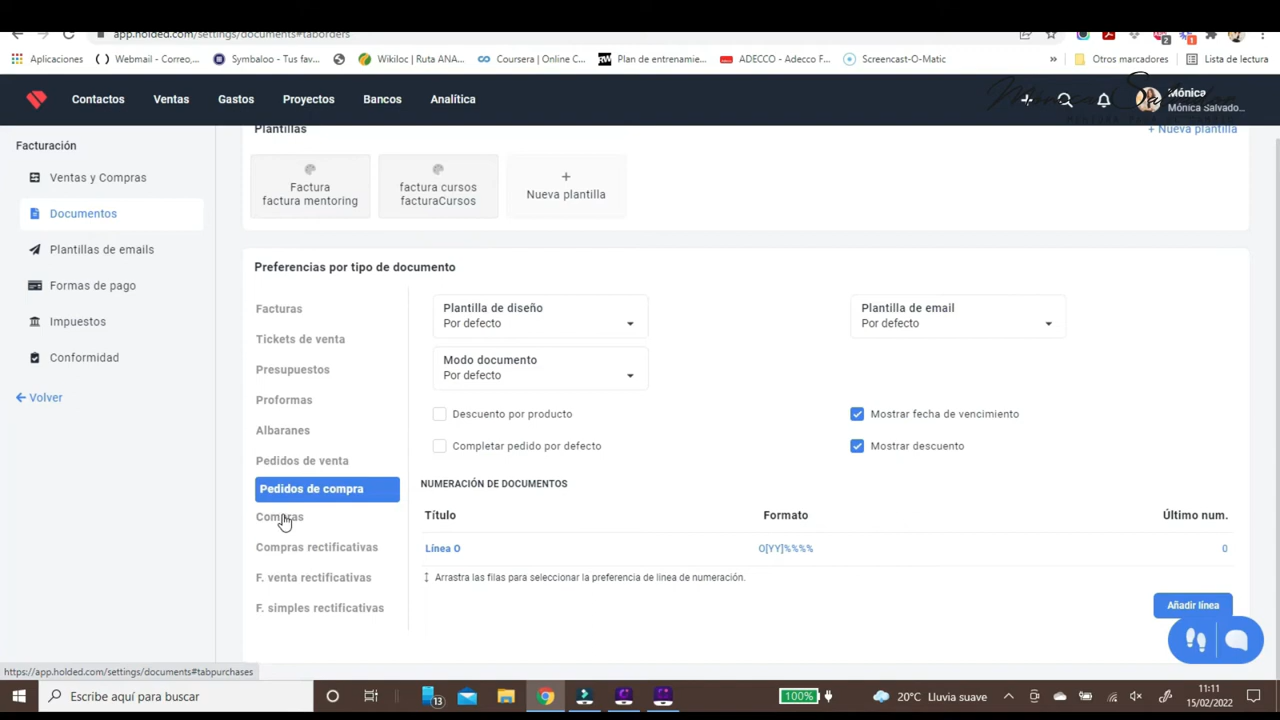 app.holded.com/settings/documents#taborders
Aplicaciones
Webmail - Correo,...
Symbaloo - Tus fav...
Wikiloc | Ruta ANA...
Coursera | Online C...
Plan de entrenamie...
ADECCO - Adecco F...
Screencast-O-Matic
»
Otros marcadores
Lista de lectura
Contactos
Ventas
Gastos
Proyectos
Bancos
Analítica
Mónica
Mónica Salvado...
Facturación
Ventas y Compras
Documentos
Plantillas de emails
Formas de pago
Impuestos
Conformidad
Volver
Plantillas
+ Nueva plantilla
Factura
factura mentoring
factura cursos
facturaCursos
+
Nueva plantilla
Preferencias por tipo de documento
Facturas
Tickets de venta
Presupuestos
Proformas
Albaranes
Pedidos de venta
Pedidos de compra
Compras
Compras rectificativas
F. venta rectificativas
F. simples rectificativas
Plantilla de diseño
Por defecto
Plantilla de email
Por defecto
Modo documento
Por defecto
Descuento por producto
Mostrar fecha de vencimiento
Completar pedido por defecto
Mostrar descuento
NUMERACIÓN DE DOCUMENTOS
Título Formato Último num.
Línea O O[YY]%%%% 0
Arrastra las filas para seleccionar la preferencia de linea de numeración.
Añadir línea
https://app.holded.com/settings/documents#tabpurchases
Escribe aquí para buscar
13
100%
20°C Lluvia suave
11:11
15/02/2022
2
1